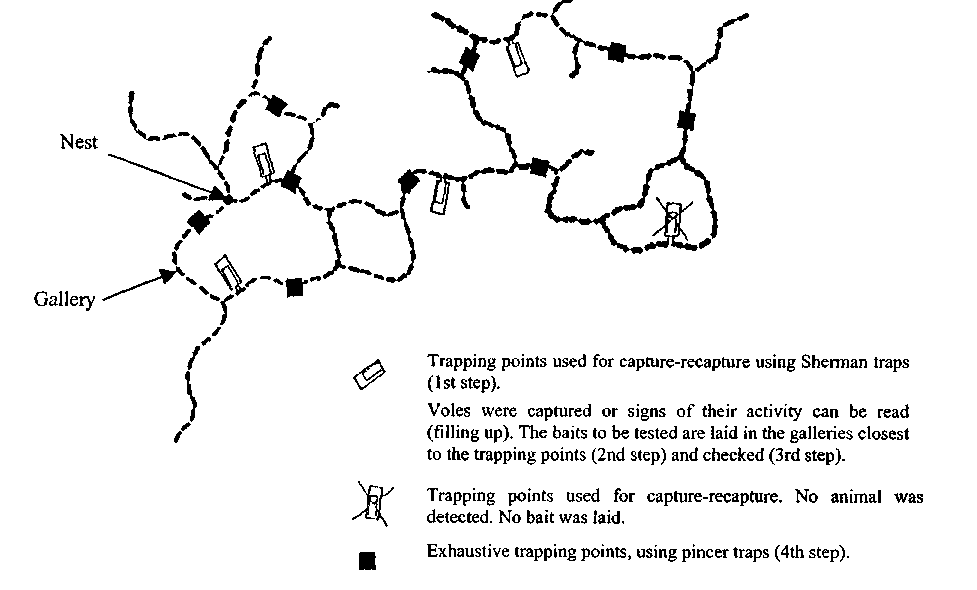 Nest
Gallery
Trapping points used for capture-recapture using Sherman traps
(1st step).
Voles were captured or signs of their activity can be read
(filling up). The baits to be tested are laid in the galleries closest
to the trapping points (2nd step) and checked (3rd step).
Trapping points used for capture-recapture. No animal was
detected. No bait was laid.
Exhaustive trapping points, using pincer traps (4th step).